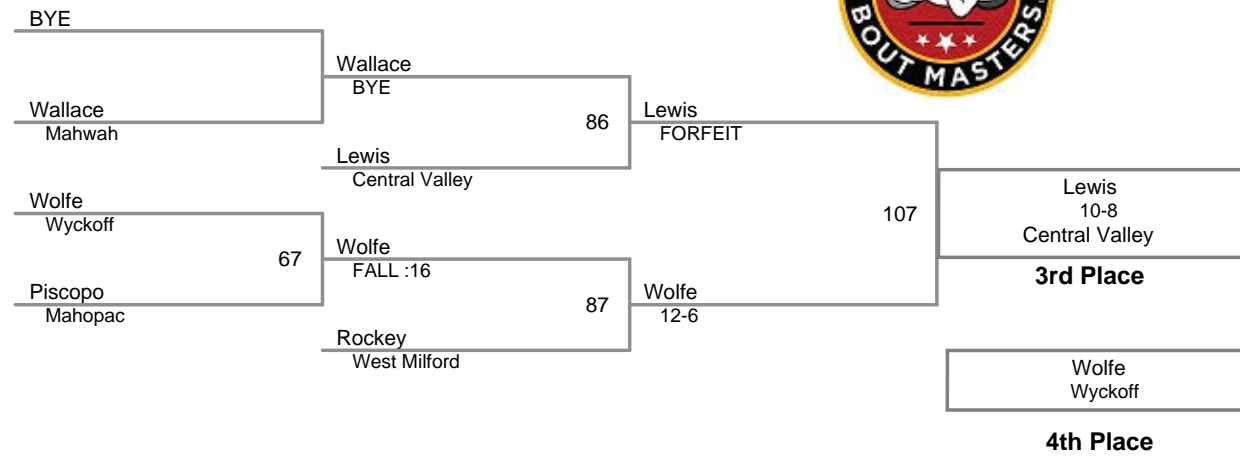 BYE
Wallace
BYE
Wallace
Mahwah
86
Lewis
FORFEIT
Lewis
Central Valley
Wolfe
Wyckoff
67
Wolfe
FALL :16
Piscopo
Mahopac
87
Wolfe
12-6
Rockey
West Milford
107
Lewis
10-8
Central Valley
3rd Place
Wolfe
Wyckoff
4th Place
BOUT MASTERS